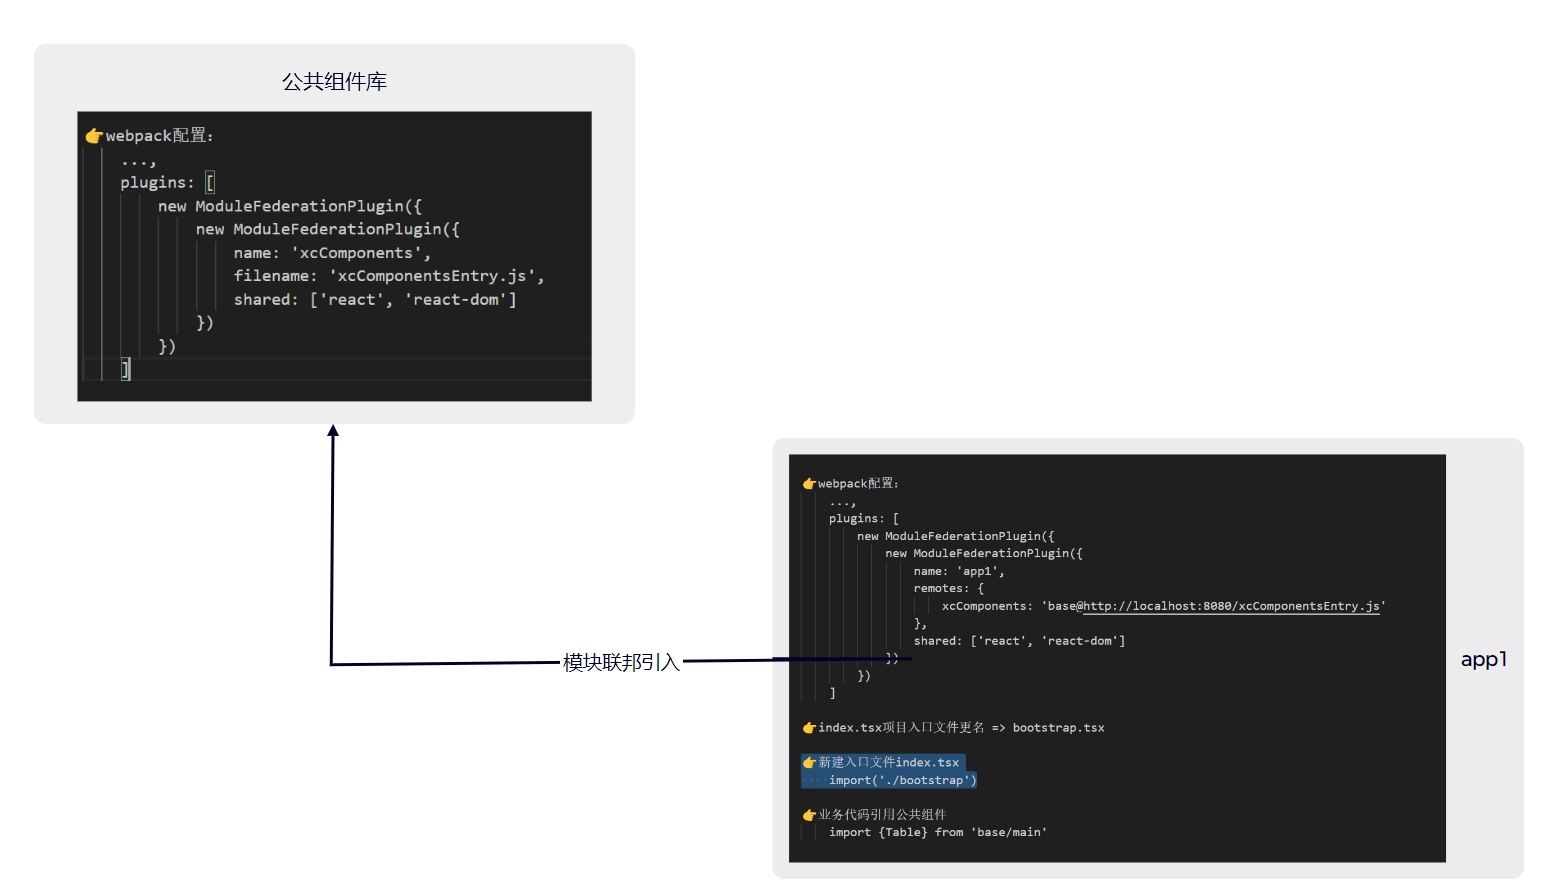 公共组件库
👉webpack配置：
...,
plugins: [
new ModuleFederationPlugin({
new ModuleFederationPlugin({
name: 'xcComponents',
filename: 'xcComponentsEntry.js',
shared: ['react', 'react-dom']
})
})
]
模块联邦引入
👉webpack配置：
...,
plugins: [
new ModuleFederationPlugin({
new ModuleFederationPlugin({
name: 'app1',
remotes: {
xcComponents: 'base@http://localhost:8080/xcComponentsEntry.js'
},
shared: ['react', 'react-dom']
})
})
]
👉index.tsx项目入口文件更名 => bootstrap.tsx
👉新建入口文件index.tsx
import('./bootstrap')
👉业务代码引用公共组件
import {Table} from 'base/main'
app1